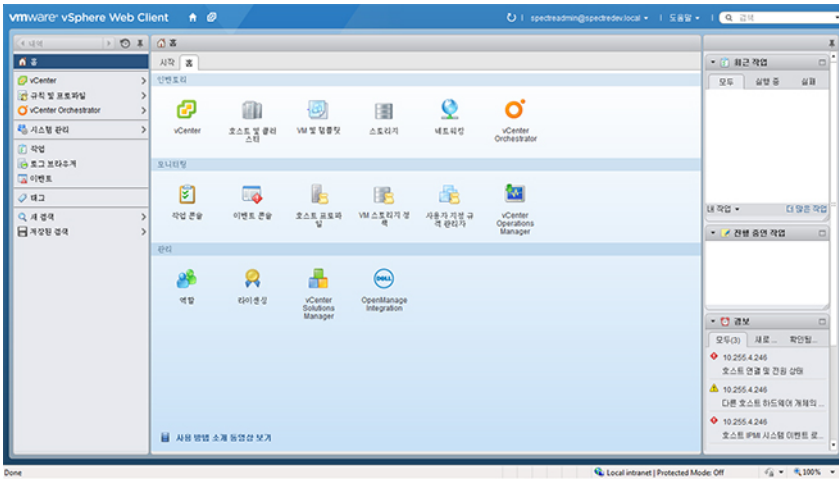 vmware® vSphere Web Client
spectreadmin@spectredev.local
도움말
검색
내역
홈
vCenter
규칙 및 프로파일
vCenter Orchestrator
시스템 관리
작업
로그 브라우저
이벤트
태그
새 검색
저장된 검색
홈
시작
홈
인벤토리
vCenter
호스트 및 클러스터
VM 및 템플릿
스토리지
네트워킹
vCenter Orchestrator
모니터링
작업 콘솔
이벤트 콘솔
호스트 프로파일
VM 스토리지 정책
사용자 지정 규격 관리자
vCenter Operations Manager
관리
역할
라이센싱
vCenter Solutions Manager
DELL
OpenManage Integration
사용 방법 소개 동영상 보기
최근 작업
모두
실행 중
실패
내 작업
더 많은 작업
진행 중인 작업
경보
모두(3)
새로 ...
확인됨...
10.255.4.246
호스트 연결 및 전원 상태
10.255.4.246
다른 호스트 하드웨어 개체의 ...
10.255.4.246
호스트 IPMI 시스템 이벤트 로...
Done
Local intranet | Protected Mode: Off
100%